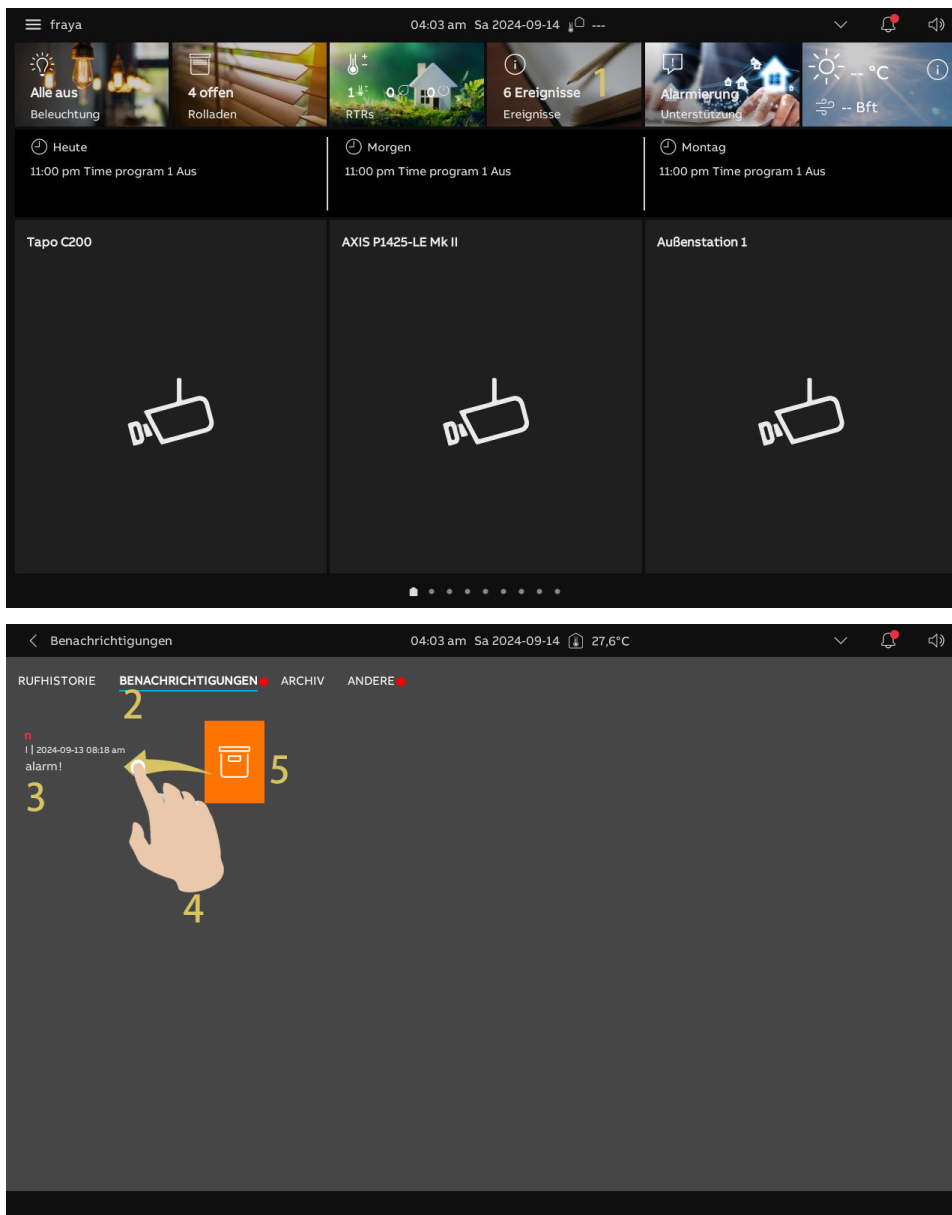 fraya
04:03 am Sa 2024-09-14 ---
Alle aus
Beleuchtung
4 offen
Rolladen
1 0 0
RTRs
6 Ereignisse
Ereignisse
1
Alarmierung
Unterstützung
-- °C
-- Bft
Heute
11:00 pm Time program 1 Aus
Morgen
11:00 pm Time program 1 Aus
Montag
11:00 pm Time program 1 Aus
Tapo C200
AXIS P1425-LE Mk II
Außenstation 1
Benachrichtigungen
04:03 am Sa 2024-09-14 27,6°C
RUFHISTORIE BENACHRICHTIGUNGEN ARCHIV ANDERE
2
n
I | 2024-09-13 08:18 am
alarm!
3
5
4